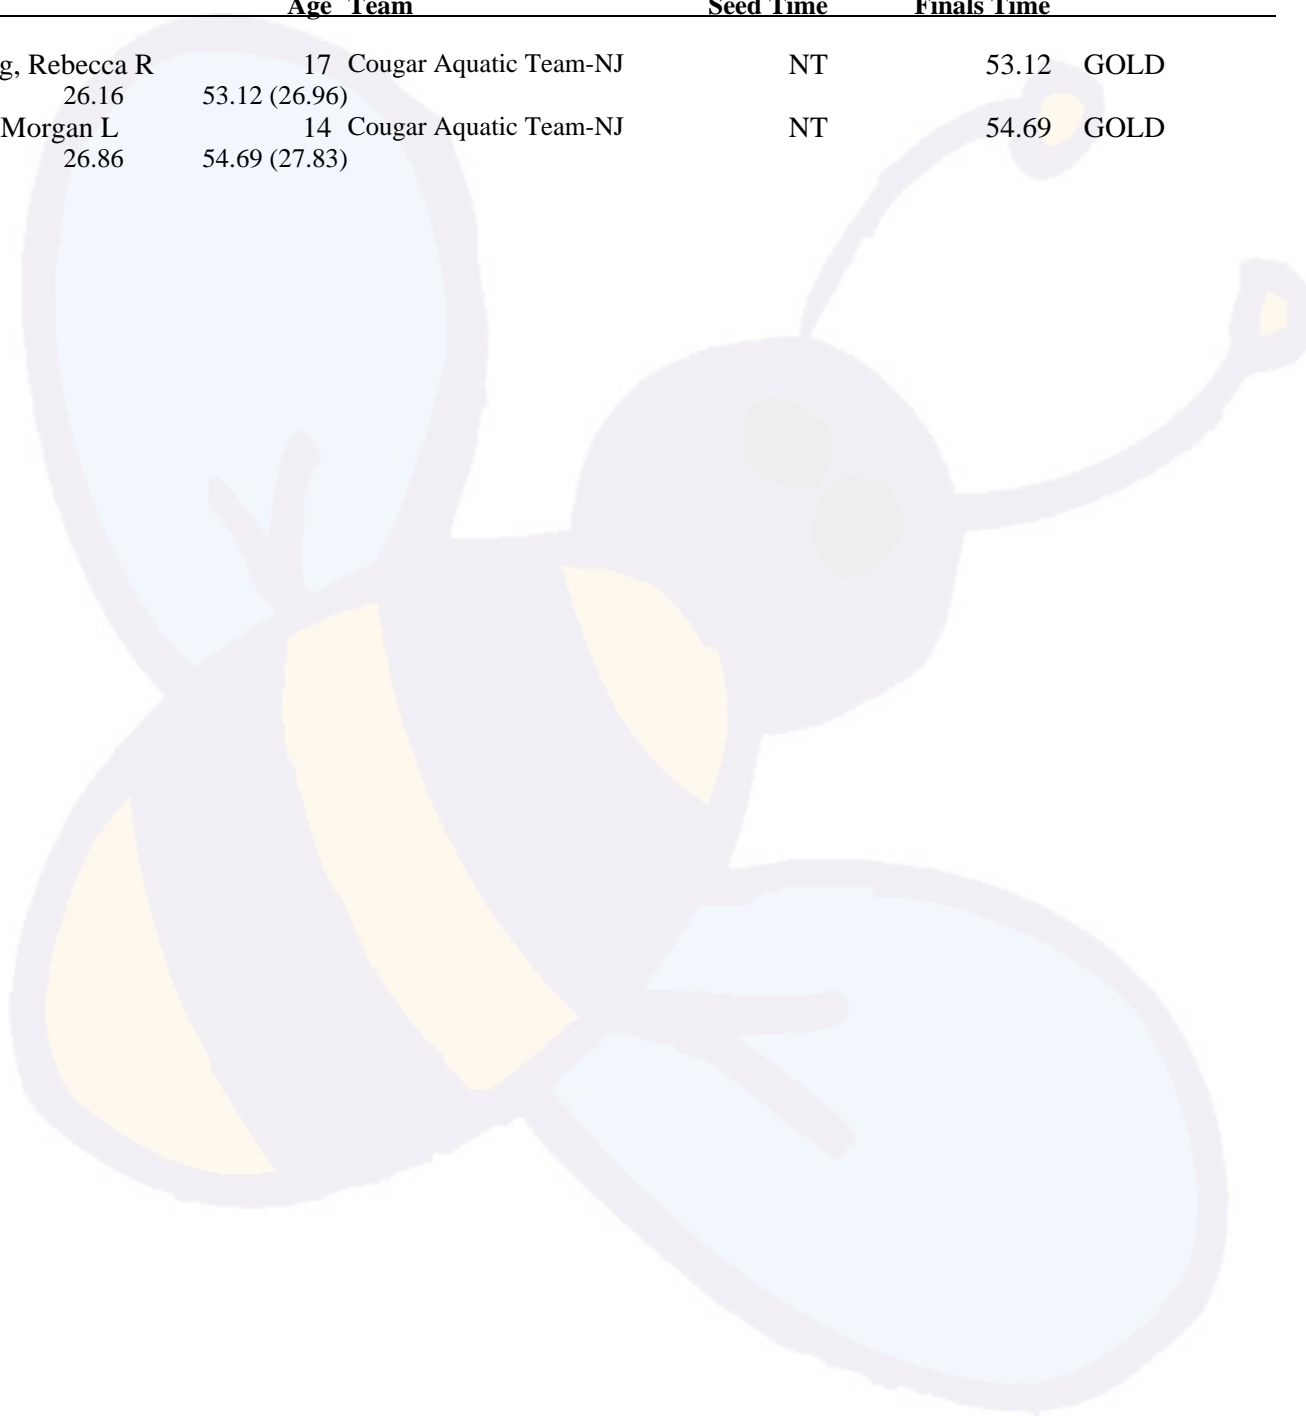 Age Team Seed Time Finals Time
g, Rebecca R 17 Cougar Aquatic Team-NJ NT 53.12 GOLD
26.16 53.12 (26.96)
Morgan L 14 Cougar Aquatic Team-NJ NT 54.69 GOLD
26.86 54.69 (27.83)